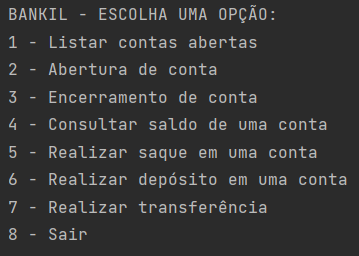 BANKIL - ESCOLHA UMA OPÇÃO:
1 - Listar contas abertas
2 - Abertura de conta
3 - Encerramento de conta
4 - Consultar saldo de uma conta
5 - Realizar saque em uma conta
6 - Realizar depósito em uma conta
7 - Realizar transferência
8 - Sair